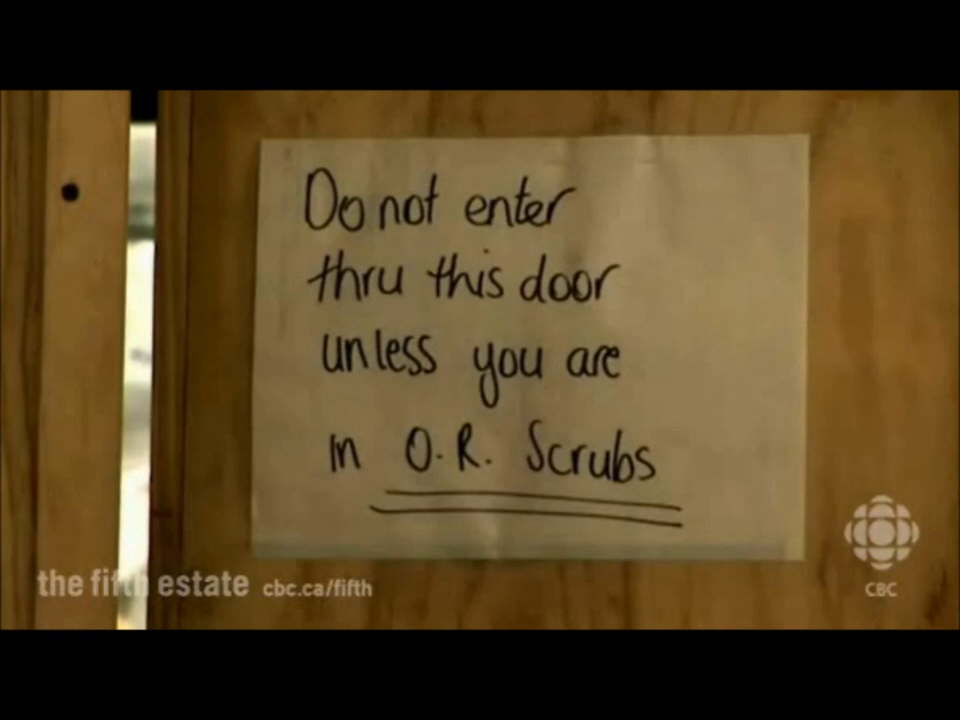 Do not enter
thru this door
unless you are
in O.R. Scrubs
the fifth estate cbc.ca/fifth
CBC